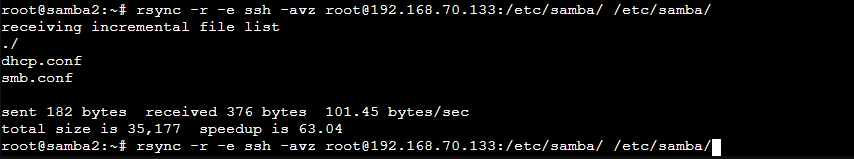 root@samba2:~# rsync -r -e ssh -avz root@192.168.70.133:/etc/samba/ /etc/samba/
receiving incremental file list
./
dhcp.conf
smb.conf

sent 182 bytes  received 376 bytes  101.45 bytes/sec
total size is 35,177  speedup is 63.04
root@samba2:~# rsync -r -e ssh -avz root@192.168.70.133:/etc/samba/ /etc/samba/